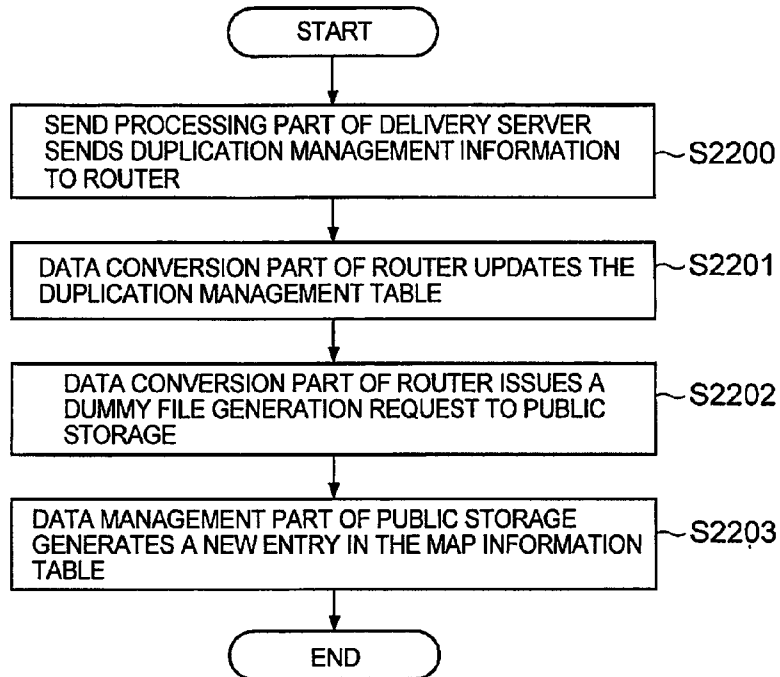 START
SEND PROCESSING PART OF DELIVERY SERVER
SENDS DUPLICATION MANAGEMENT INFORMATION
TO ROUTER
S2200
DATA CONVERSION PART OF ROUTER UPDATES THE
DUPLICATION MANAGEMENT TABLE
S2201
DATA CONVERSION PART OF ROUTER ISSUES A
DUMMY FILE GENERATION REQUEST TO PUBLIC
STORAGE
S2202
DATA MANAGEMENT PART OF PUBLIC STORAGE
GENERATES A NEW ENTRY IN THE MAP INFORMATION
TABLE
S2203
END